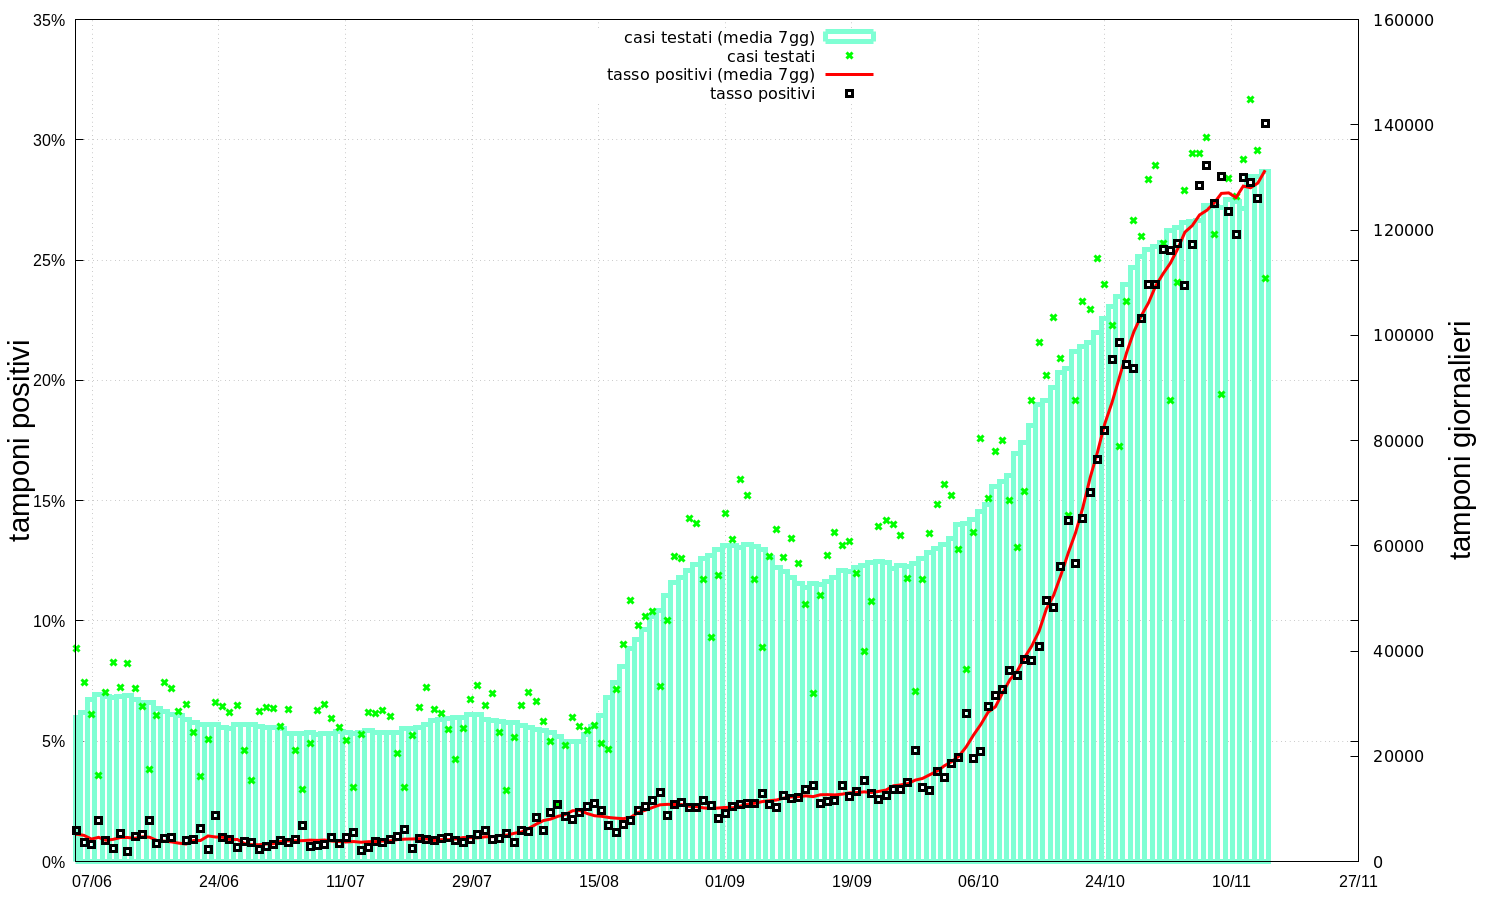 casi testati (media 7gg)
casi testati
tasso positivi (media 7gg)
tasso positivi
tamponi positivi
35%
30%
25%
20%
15%
10%
5%
0%
tamponi giornalieri
160000
140000
120000
100000
80000
60000
40000
20000
0
07/06 24/06 11/07 29/07 15/08 01/09 19/09 06/10 24/10 10/11 27/11